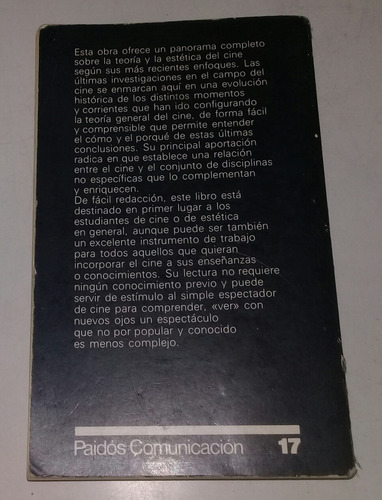 Esta obra ofrece un panorama completo
sobre la teoría y la estética del cine
según sus más recientes enfoques. Las
últimas investigaciones en el campo del
cine se enmarcan aquí en una evolución
histórica de los distintos momentos
y corrientes que han ido configurando
la teoría general del cine, de forma fácil
y comprensible que permite entender
el cómo y el porqué de estas últimas
conclusiones. Su principal aportación
radica en que establece una relación
entre el cine y el conjunto de disciplinas
no específicas que lo complementan
y enriquecen.
De fácil redacción, este libro está
destinado en primer lugar a los
estudiantes de cine o de estética
en general, aunque puede ser también
un excelente instrumento de trabajo
para todos aquellos que quieran
incorporar el cine a sus enseñanzas
o conocimientos. Su lectura no requiere
ningún conocimiento previo y puede
servir de estímulo al simple espectador
de cine para comprender, «ver» con
nuevos ojos un espectáculo
que no por popular y conocido
es menos complejo.
Paidós Comunicación 17